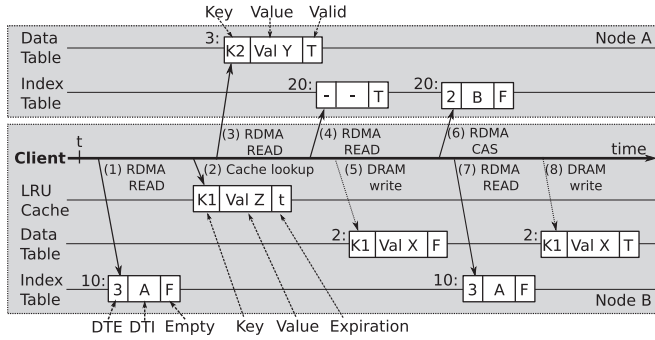 Key Value Valid
Data Table 3: K2 Val Y T Node A
Index Table 20: - - T 20: 2 B F
(3) RDMA READ (4) RDMA READ (6) RDMA CAS
t
Client time
(1) RDMA READ (2) Cache lookup (5) DRAM write (7) RDMA READ (8) DRAM write
LRU Cache K1 Val Z t
Data Table 2: K1 Val X F 2: K1 Val X T
Index Table 10: 3 A F 10: 3 A F Node B
DTE DTI Empty Key Value Expiration